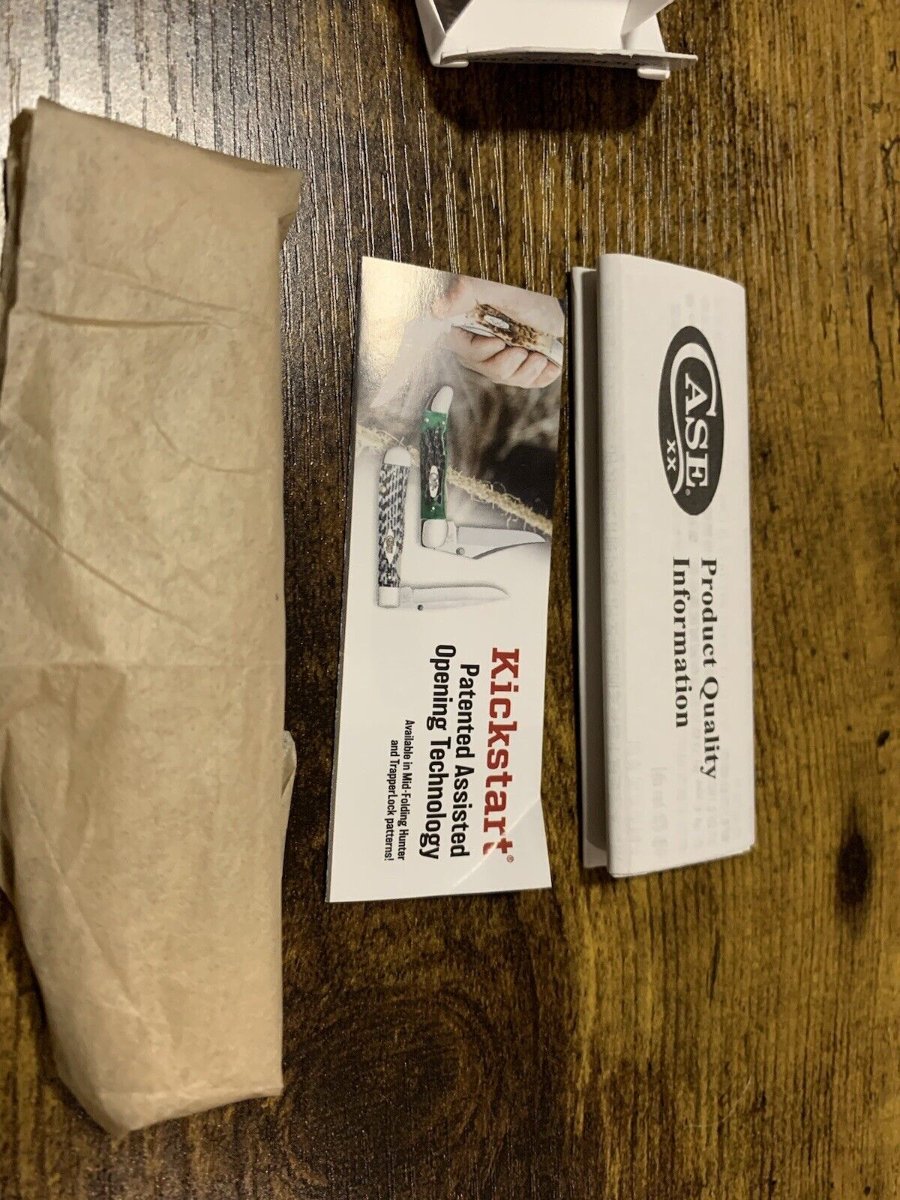 CASE
XX
®
Product Quality
Information
Kickstart®
Patented Assisted
Opening Technology
Available in Mid-Folding Hunter
and TrapperLock patterns!